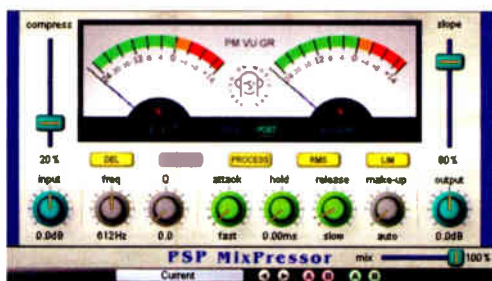 compress
slope
PM VU GR
POST
20%
80%
DEL
PROCESS
RMS
LIM
input
freq
Q
attack
hold
release
make-up
output
0.0dB
612Hz
0.0
fast
0.00ms
slow
auto
0.0dB
PSP MixPressor
mix
100%
Current
A B
A B